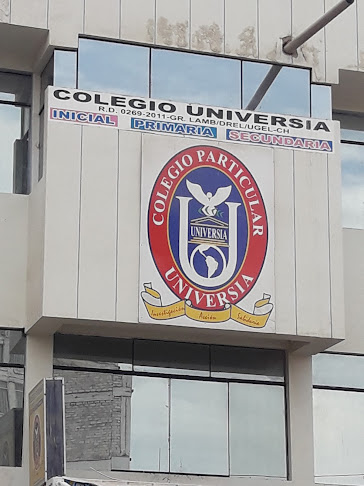 COLEGIO UNIVERSIA
R.D. 0269-2011-GR. LAMB/DREL/UGEL-CH
INICIAL PRIMARIA SECUNDARIA
COLEGIO PARTICULAR
UNIVERSIA
UNIVERSIA
Investigación Acción Sabiduría